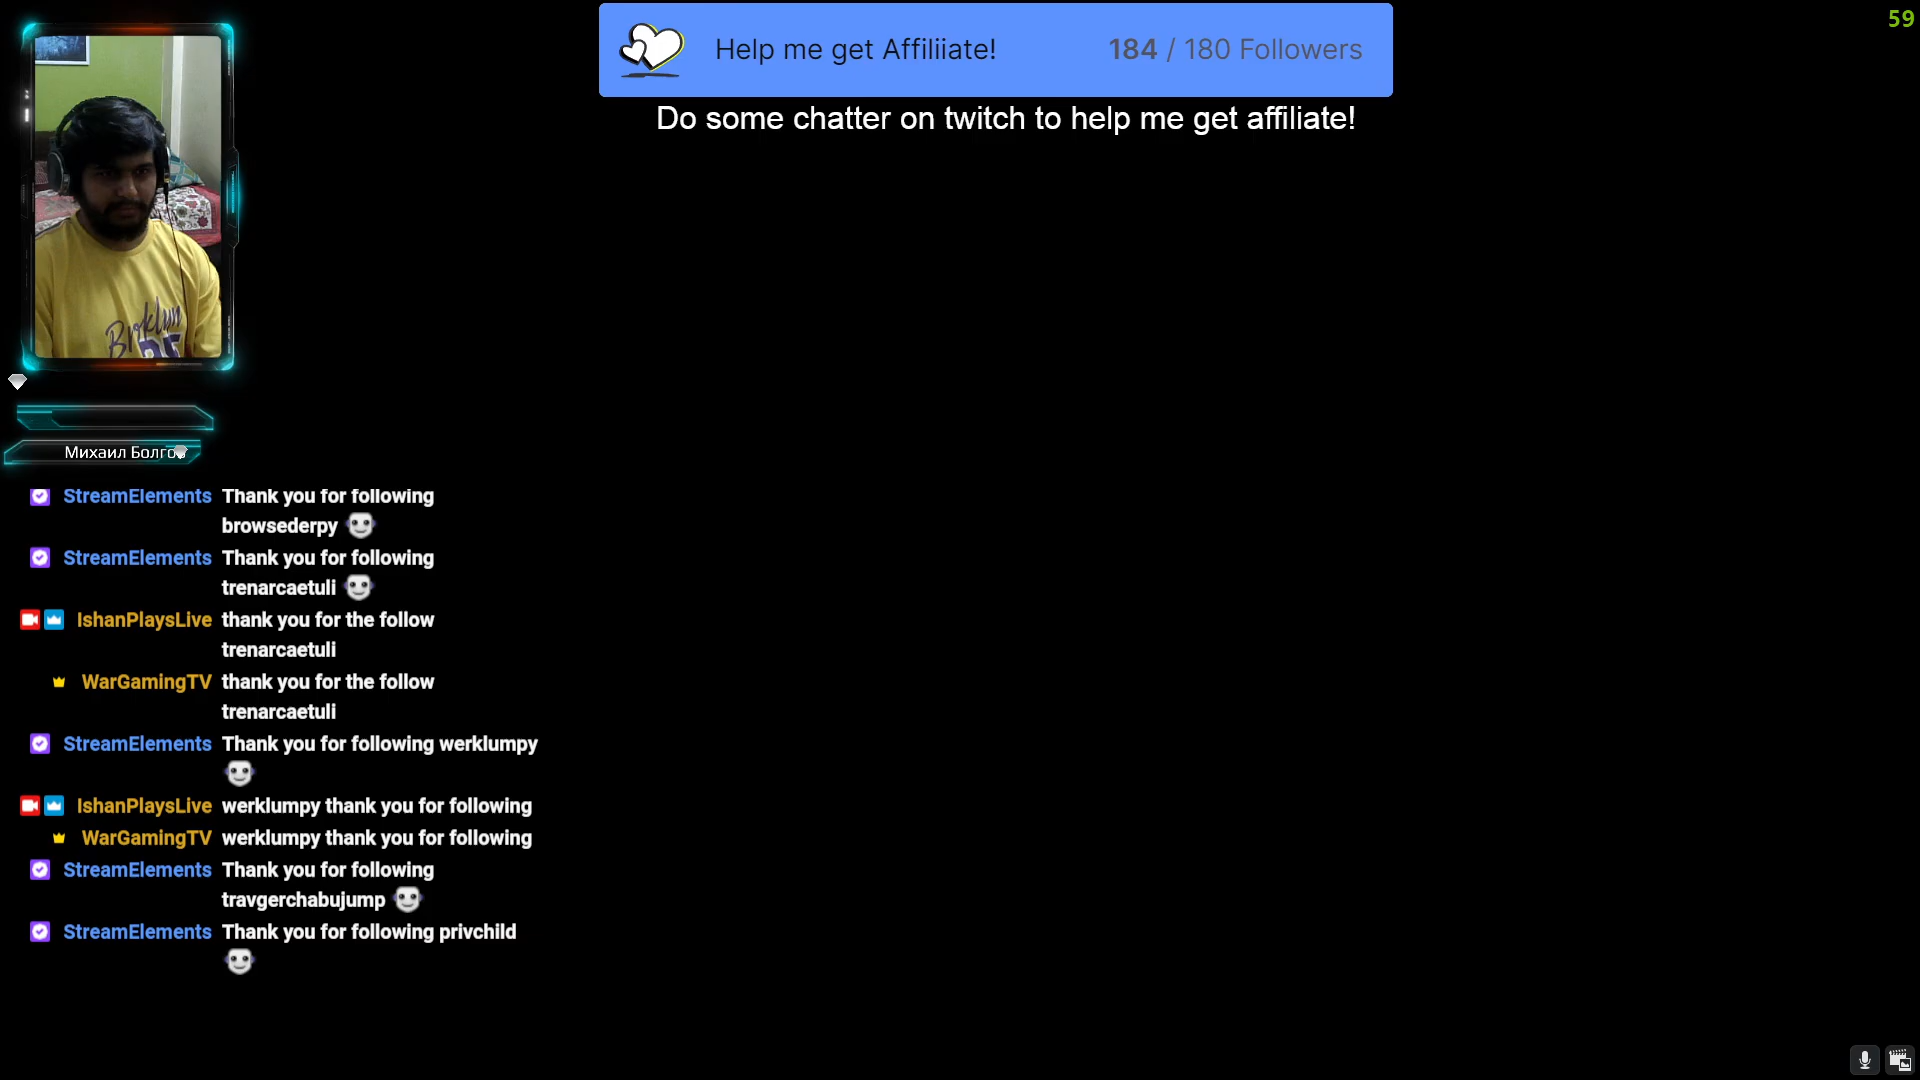 59
Help me get Affiliiate! 184 / 180 Followers
Do some chatter on twitch to help me get affiliate!
Михаил Болгов
StreamElements Thank you for following
browsederpy
StreamElements Thank you for following
trenarcaetuli
IshanPlaysLive thank you for the follow
trenarcaetuli
WarGamingTV thank you for the follow
trenarcaetuli
StreamElements Thank you for following werklumpy
IshanPlaysLive werklumpy thank you for following
WarGamingTV werklumpy thank you for following
StreamElements Thank you for following
travgerchabujump
StreamElements Thank you for following privchild